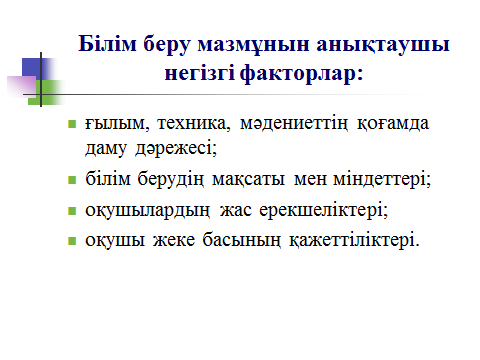 Білім беру мазмұнын анықтаушы
негізгі факторлар:
ғылым, техника, мәдениеттің қоғамда
даму дәрежесі;
білім берудің мақсаты мен міндеттері;
оқушылардың жас ерекшеліктері;
оқушы жеке басының қажеттіліктері.